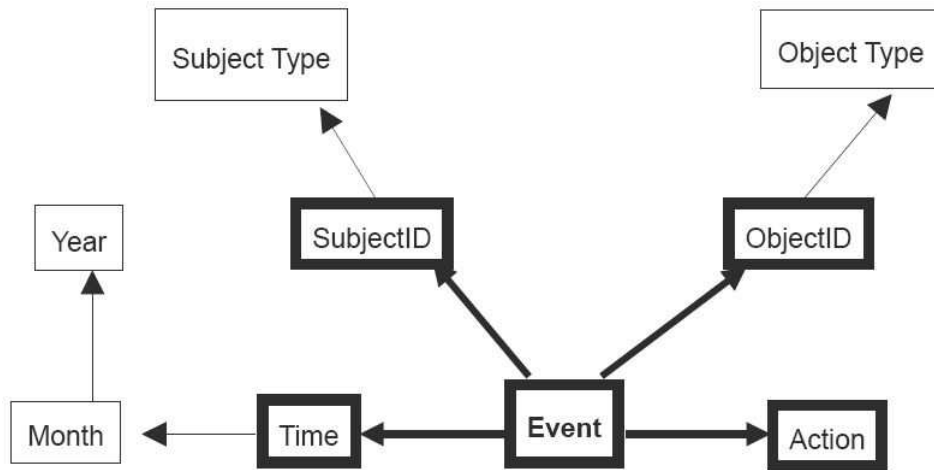 Subject Type
Object Type
Year
SubjectID
ObjectID
Month
Time
Event
Action